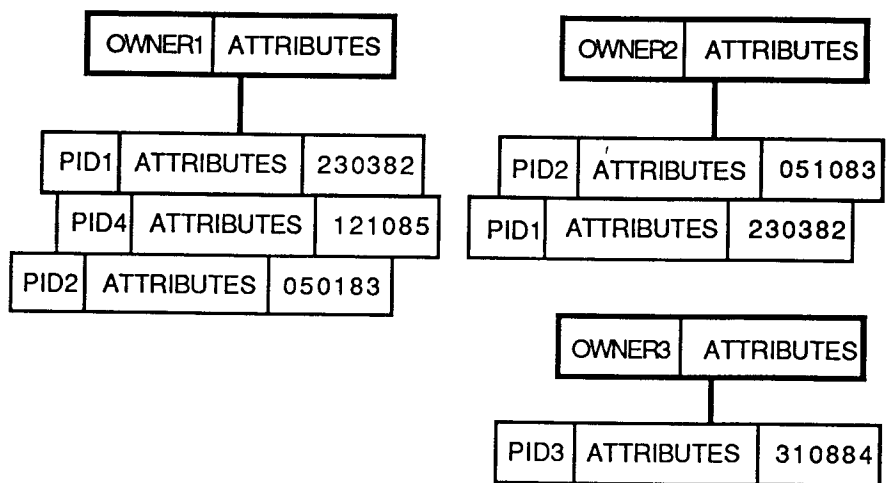 OWNER1 ATTRIBUTES
PID1 ATTRIBUTES 230382
PID4 ATTRIBUTES 121085
PID2 ATTRIBUTES 050183
OWNER2 ATTRIBUTES
PID2 ATTRIBUTES 051083
PID1 ATTRIBUTES 230382
OWNER3 ATTRIBUTES
PID3 ATTRIBUTES 310884